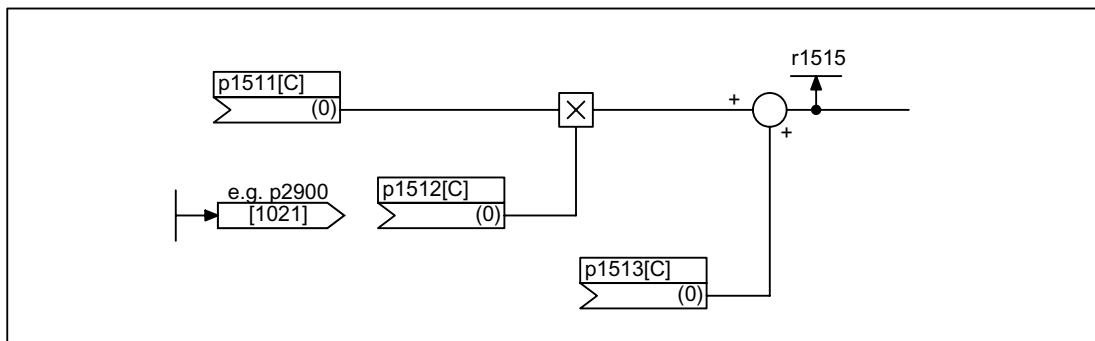 r1515
p1511[C]
(0)
+
+
e.g. p2900
[1021]
p1512[C]
(0)
p1513[C]
(0)